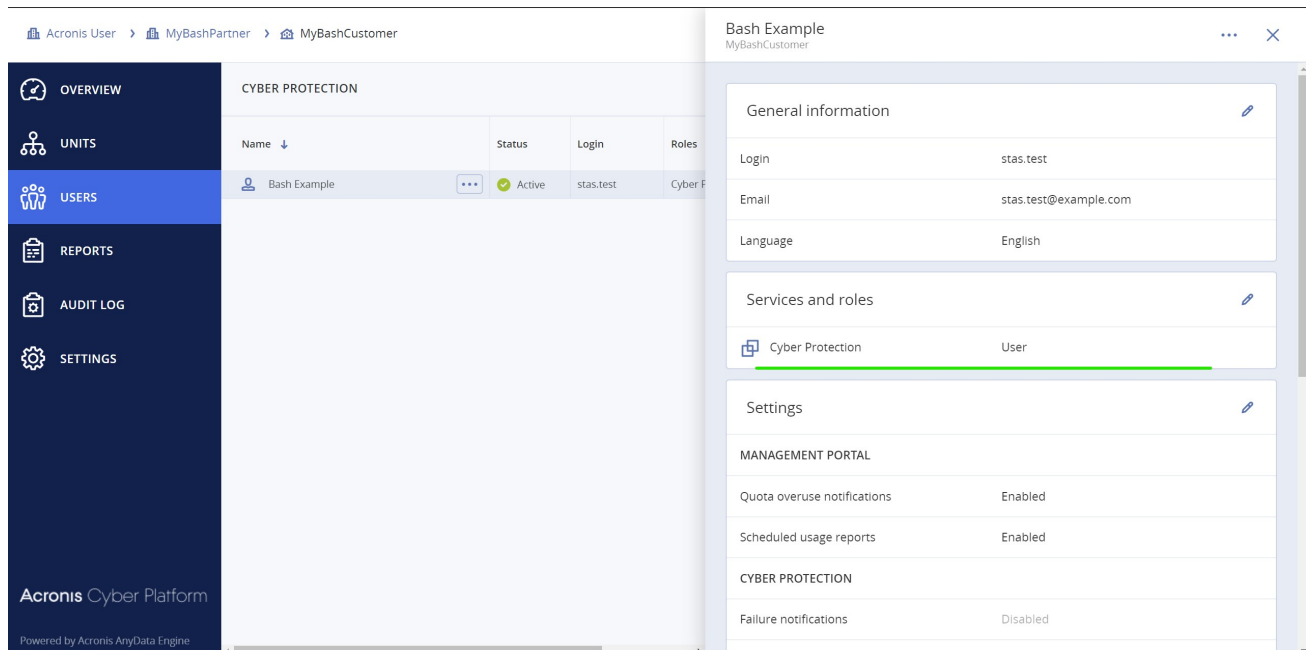 Acronis User > MyBashPartner > MyBashCustomer
OVERVIEW
UNITS
USERS
REPORTS
AUDIT LOG
SETTINGS
Acronis Cyber Platform
Powered by Acronis AnyData Engine
CYBER PROTECTION
Name Status Login Roles
Bash Example ... Active stas.test Cyber
Bash Example
MyBashCustomer
General information
Login stas.test
Email stas.test@example.com
Language English
Services and roles
Cyber Protection User
Settings
MANAGEMENT PORTAL
Quota overuse notifications Enabled
Scheduled usage reports Enabled
CYBER PROTECTION
Failure notifications Disabled